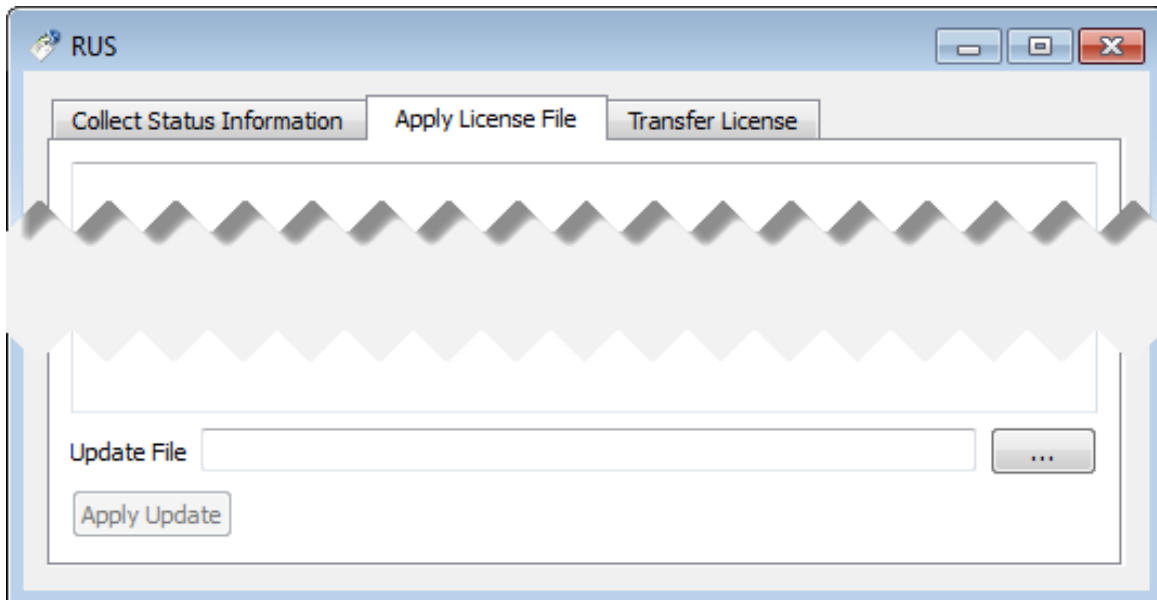 RUS
Collect Status Information Apply License File Transfer License
Update File ...
Apply Update